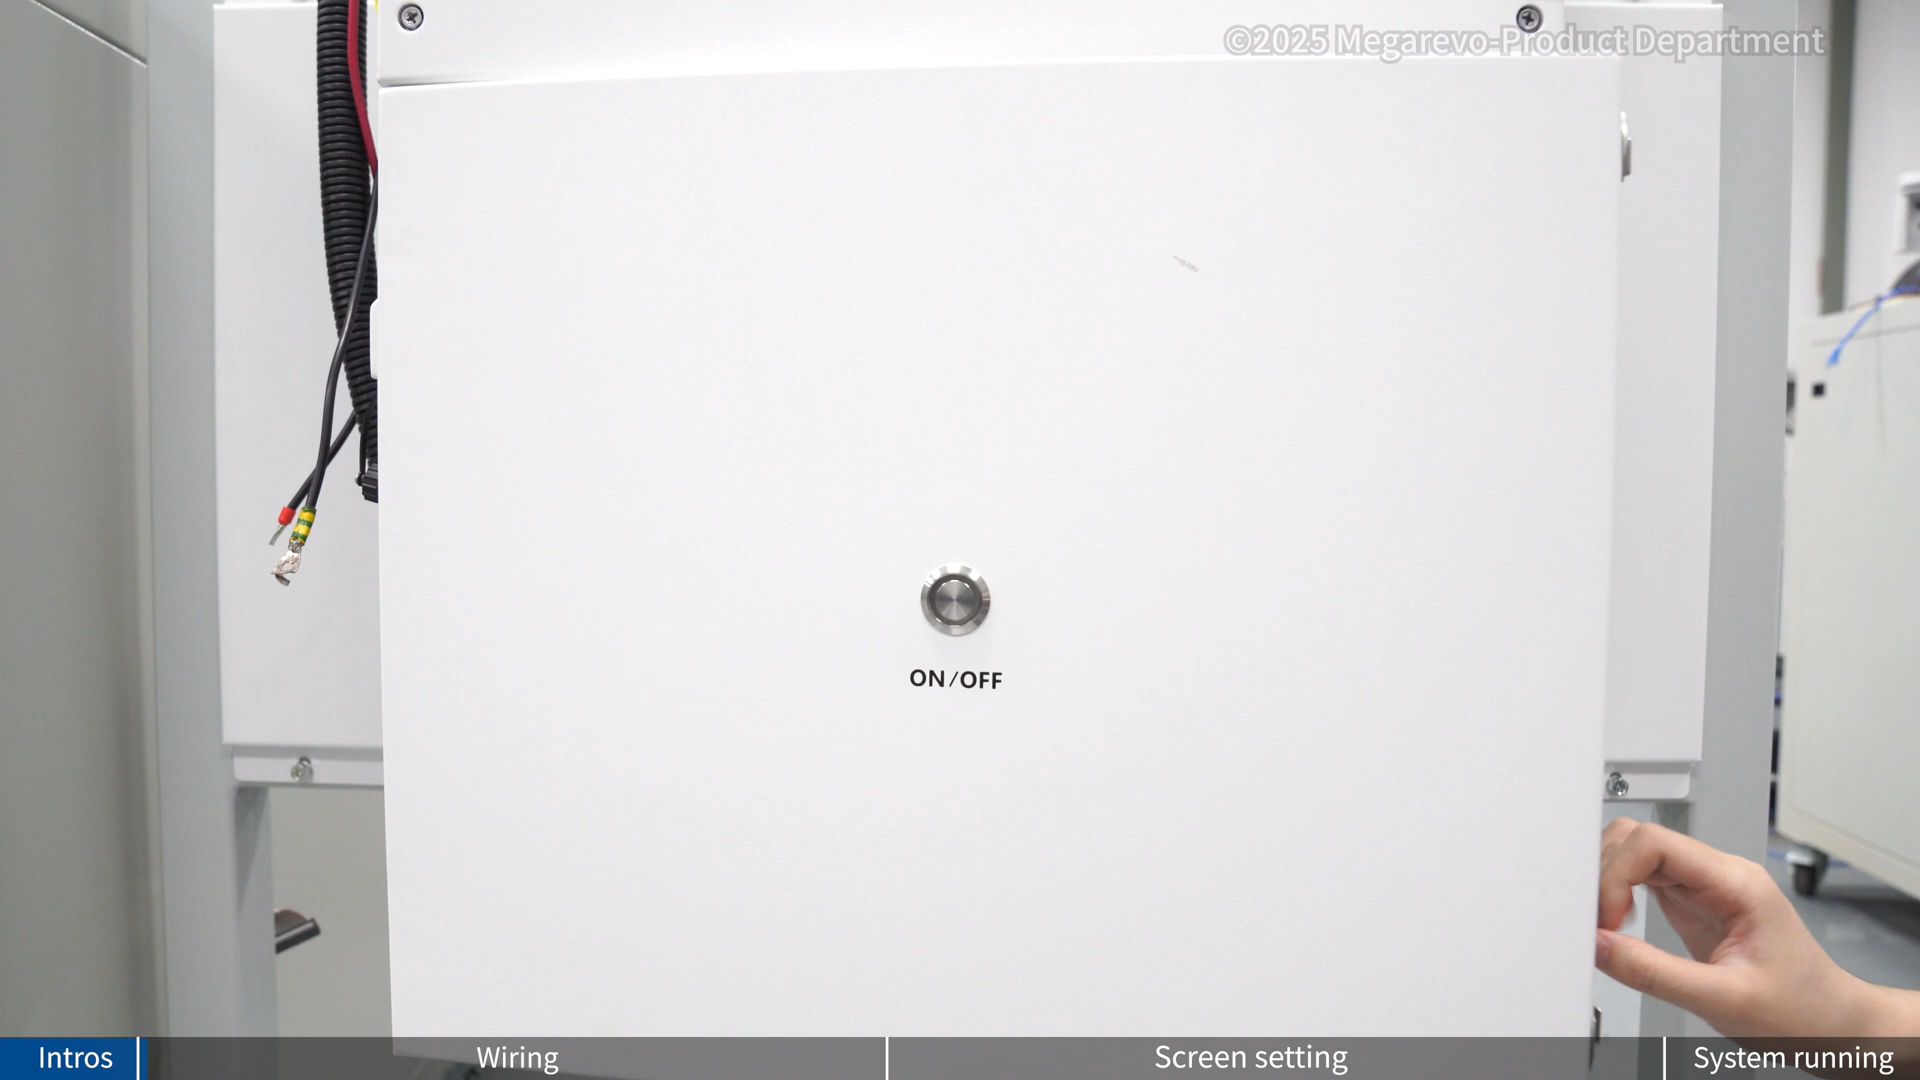 ©2025 Megarevo-Product Department
ON/OFF
Intros
Wiring
Screen setting
System running